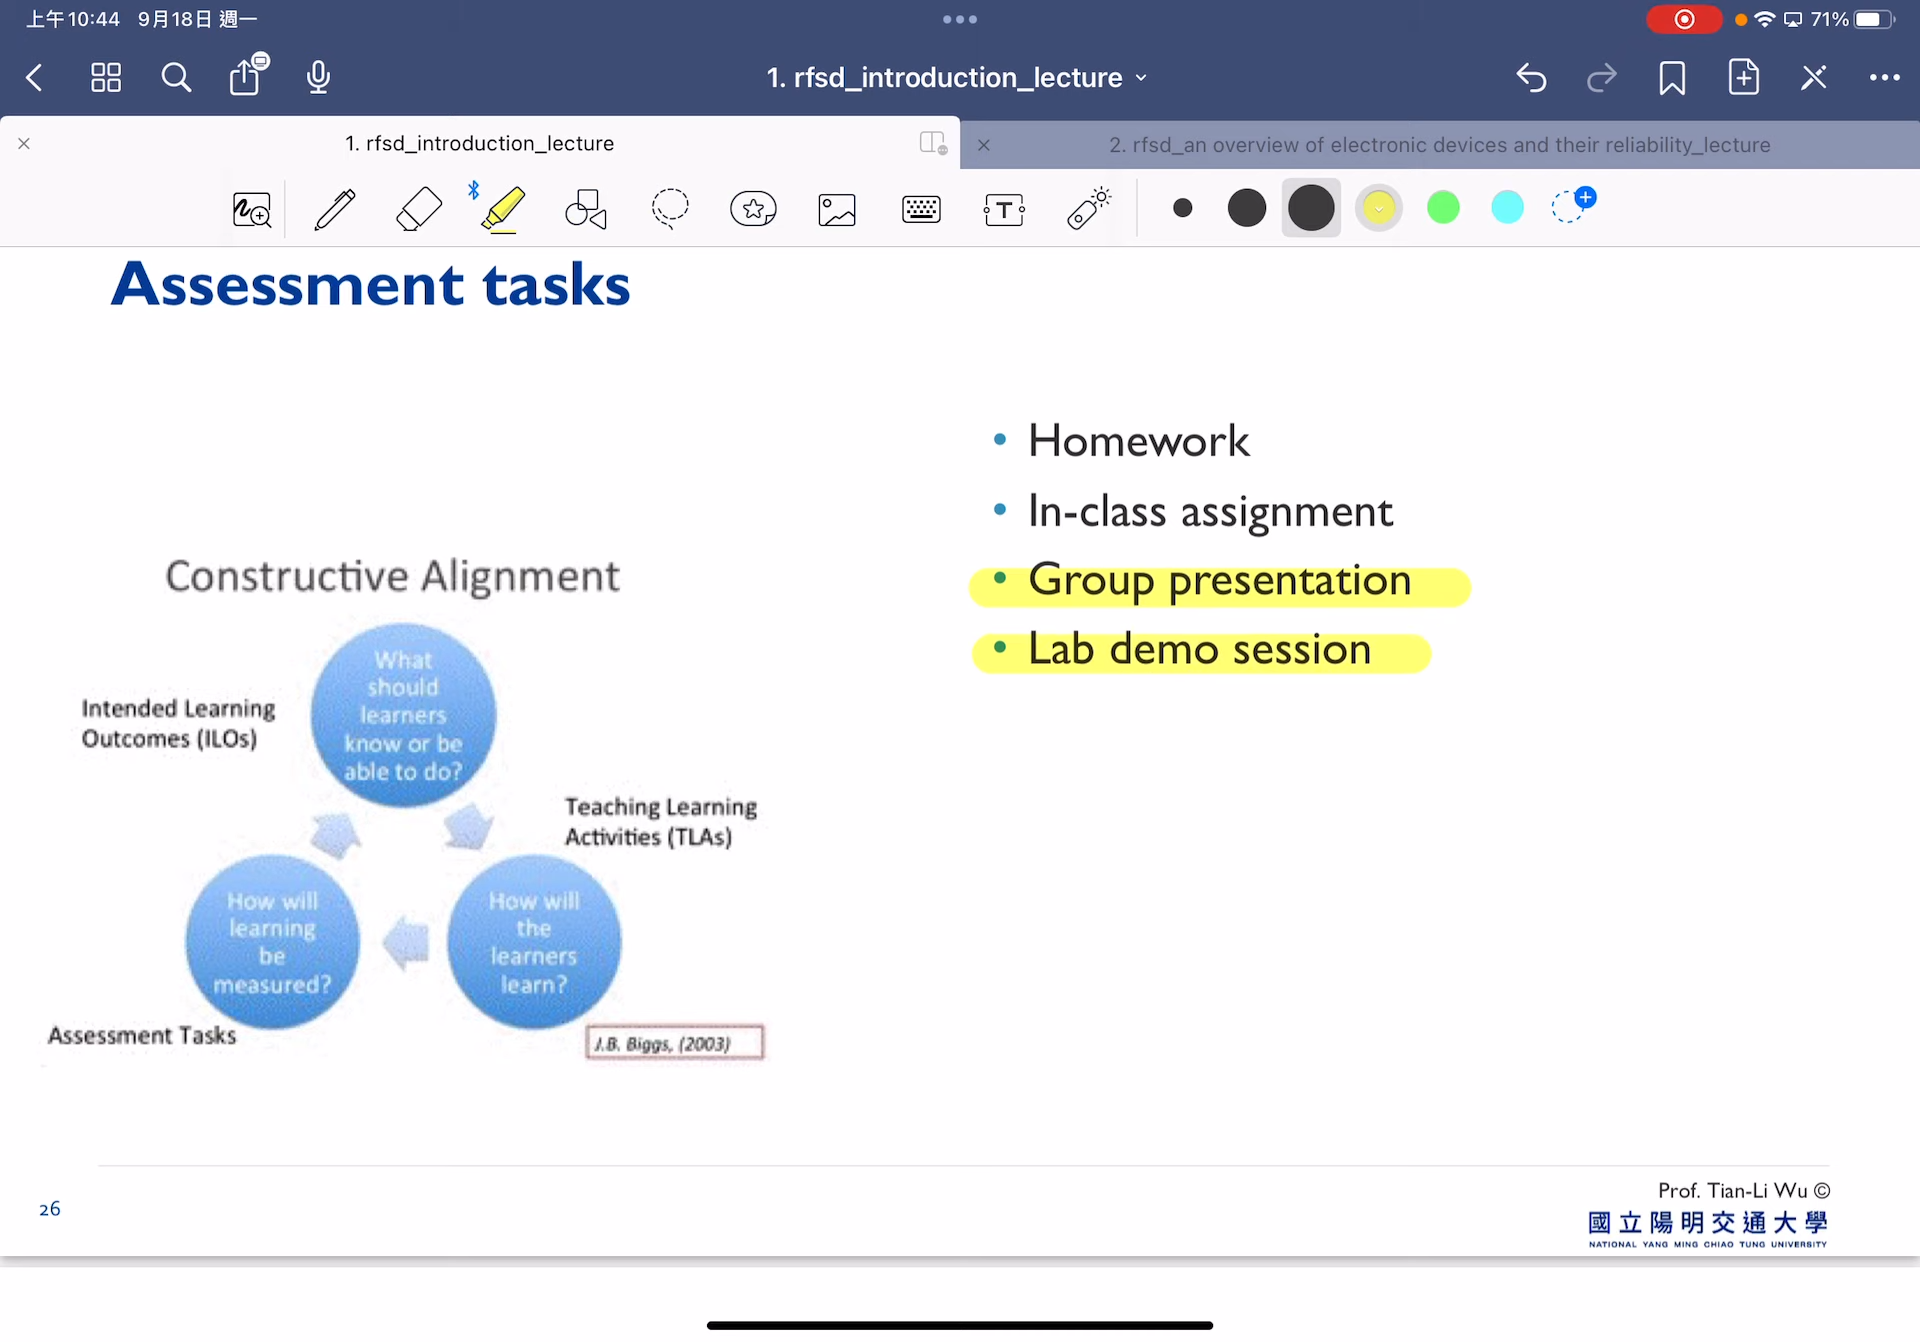 上午10:44 9月18日 週一
71%
1. rfsd_introduction_lecture
1. rfsd_introduction_lecture
2. rfsd_an overview of electronic devices and their reliability_lecture
T
Assessment tasks
• Homework
• In-class assignment
• Group presentation
• Lab demo session
Constructive Alignment
What
should
learners
know or be
able to do?
Intended Learning
Outcomes (ILOs)
Teaching Learning
Activities (TLAs)
How will
learning
be
measured?
How will
the
learners
learn?
Assessment Tasks
J.B. Biggs, (2003)
26
Prof. Tian-Li Wu ©
國立陽明交通大學
NATIONAL YANG MING CHIAO TUNG UNIVERSITY